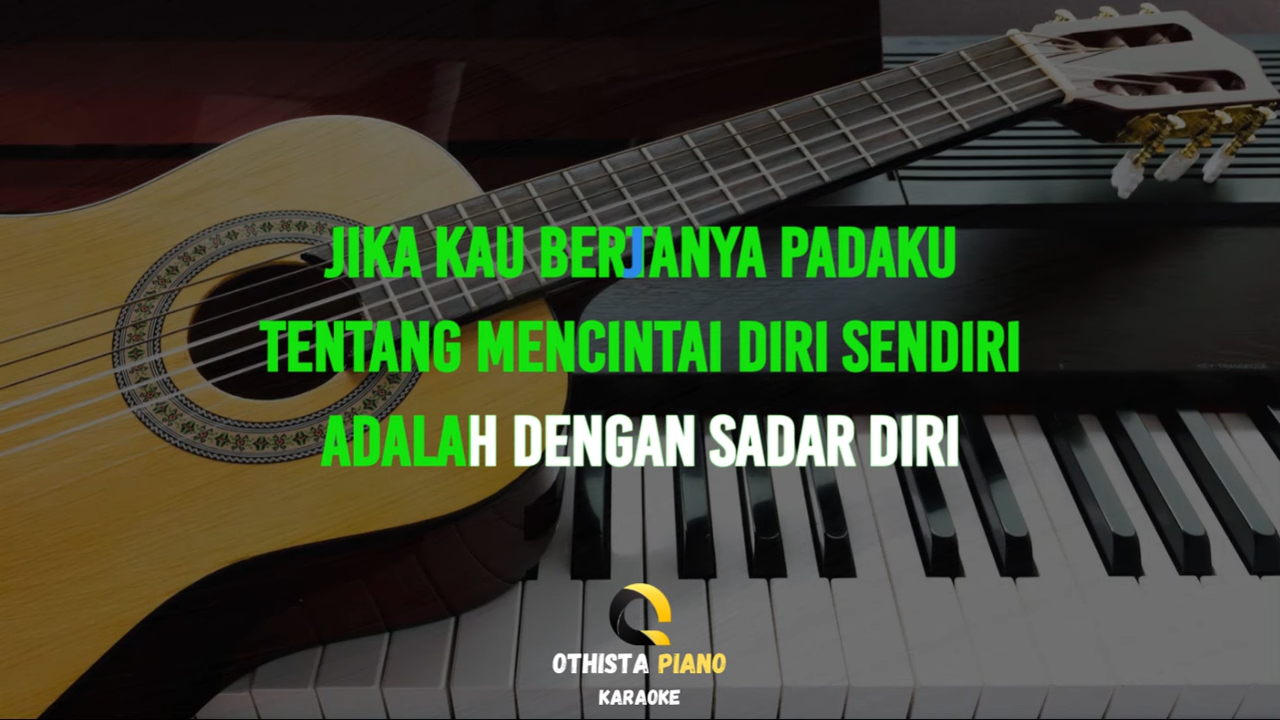 JIKA KAU BERTANYA PADAKU
TENTANG MENCINTAI DIRI SENDIRI
ADALAH DENGAN SADAR DIRI
OTHISTA PIANO
KARAOKE